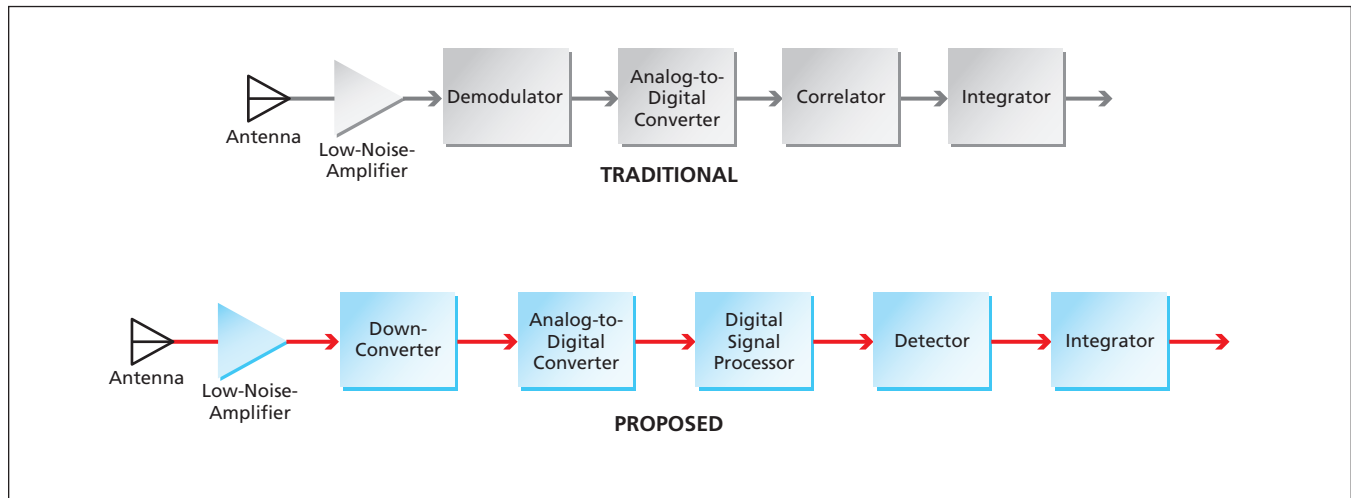 Antenna
Low-Noise-
Amplifier
Demodulator
Analog-to-
Digital
Converter
Correlator
Integrator
TRADITIONAL
Antenna
Low-Noise-
Amplifier
Down-
Converter
Analog-to-
Digital
Converter
Digital
Signal
Processor
Detector
Integrator
PROPOSED